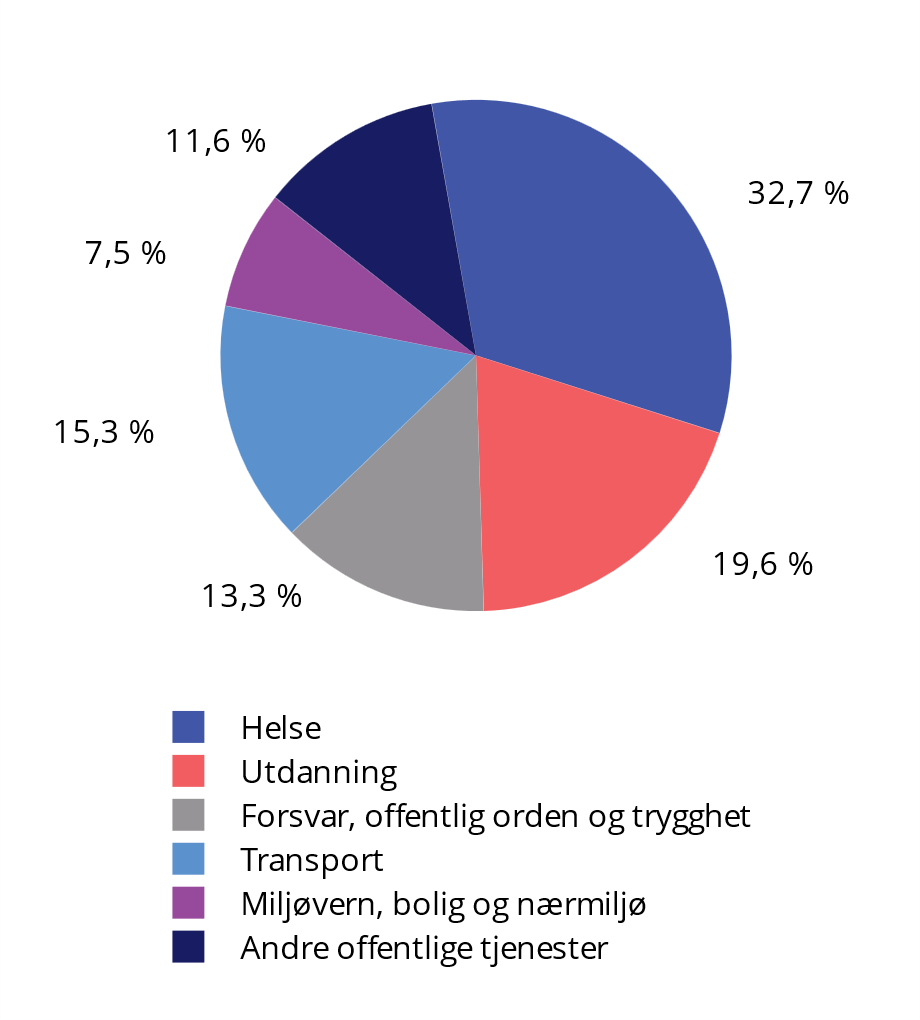 11,6 %
32,7 %
7,5 %
15,3 %
19,6 %
13,3 %
Helse
Utdanning
Forsvar, offentlig orden og trygghet
Transport
Miljøvern, bolig og nærmiljø
Andre offentlige tjenester